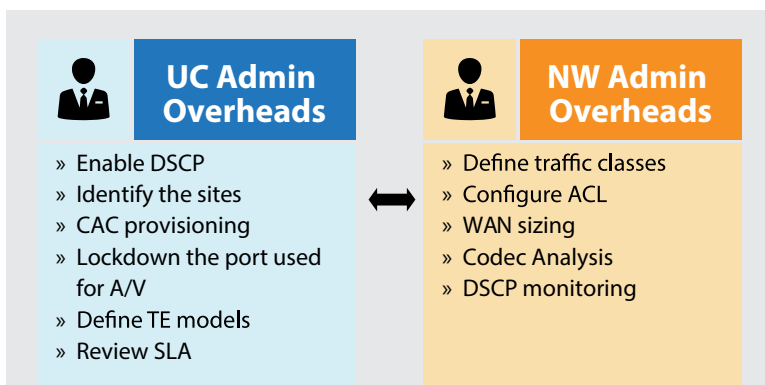 UC Admin
Overheads
» Enable DSCP
» Identify the sites
» CAC provisioning
» Lockdown the port used
for A/V
» Define TE models
» Review SLA
NW Admin
Overheads
» Define traffic classes
» Configure ACL
» WAN sizing
» Codec Analysis
» DSCP monitoring